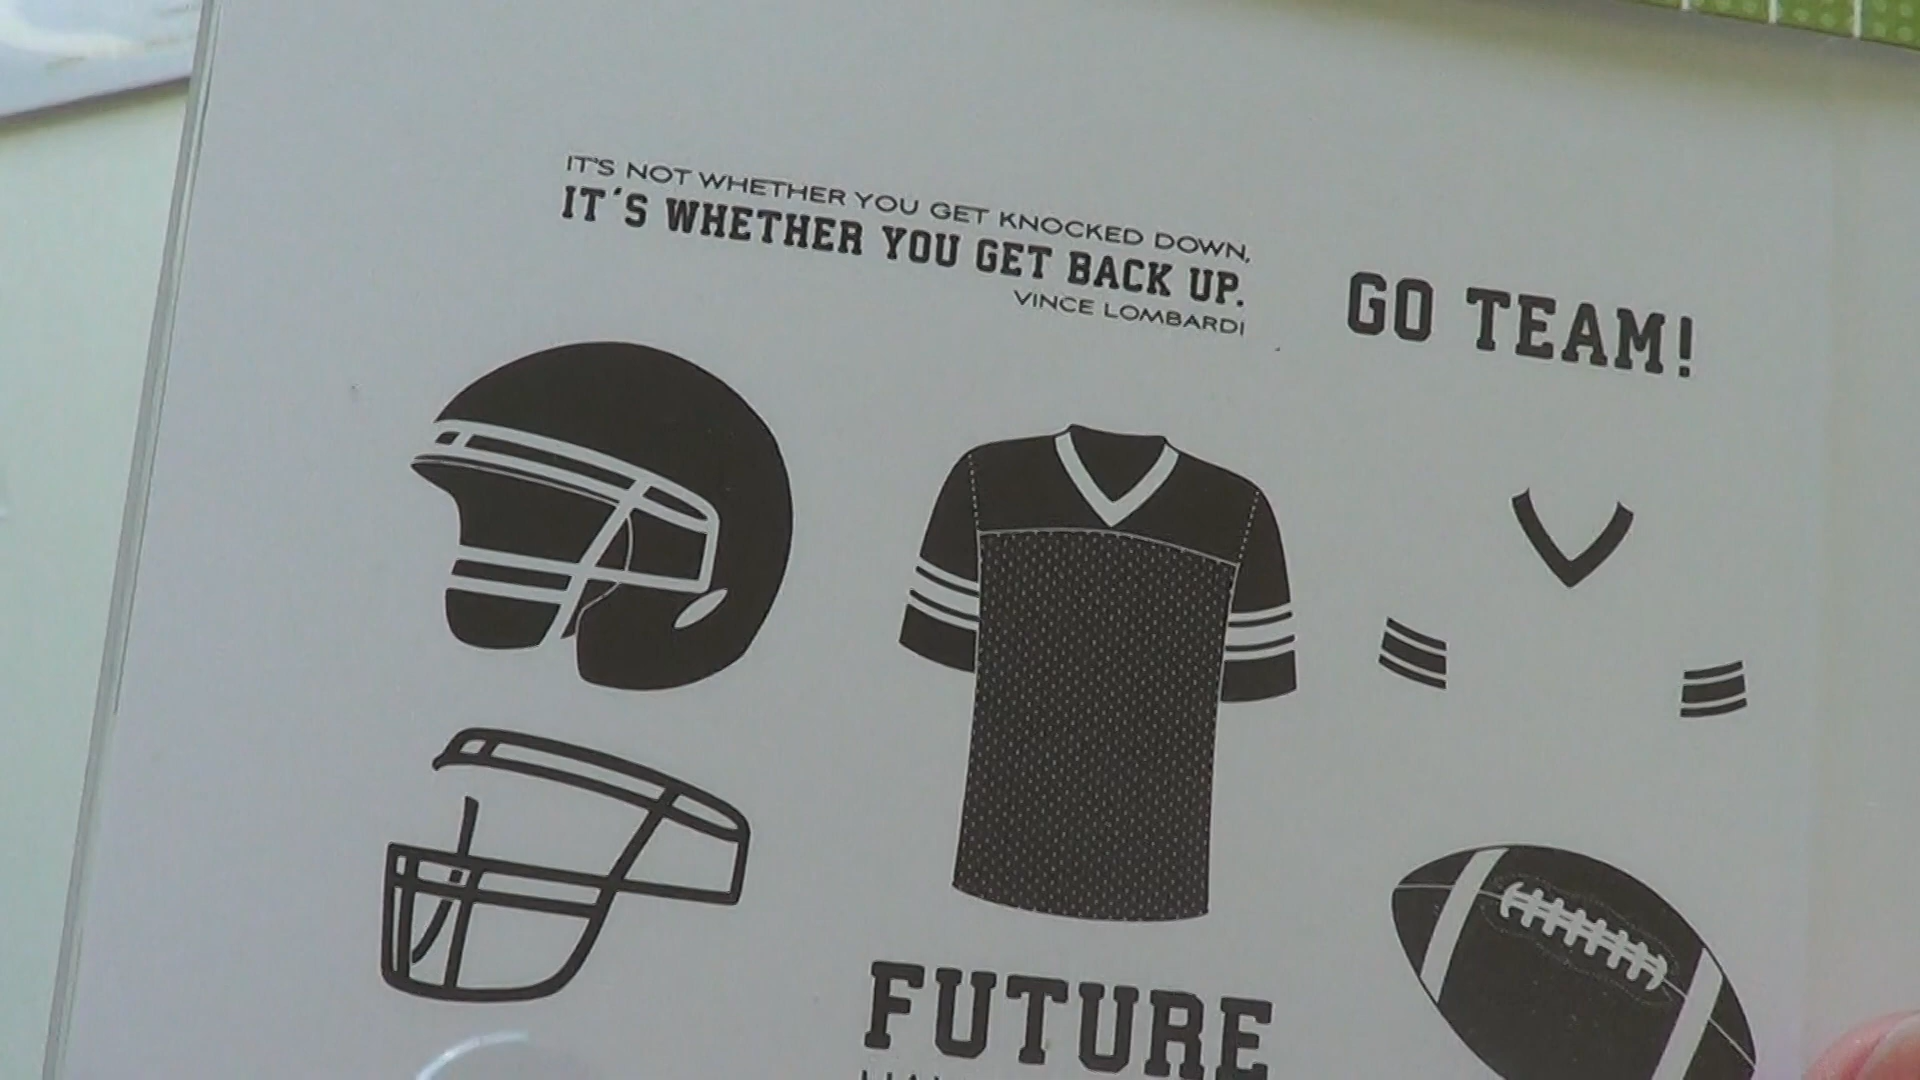 IT'S NOT WHETHER YOU GET KNOCKED DOWN,
IT'S WHETHER YOU GET BACK UP.
VINCE LOMBARDI
GO TEAM!
FUTURE